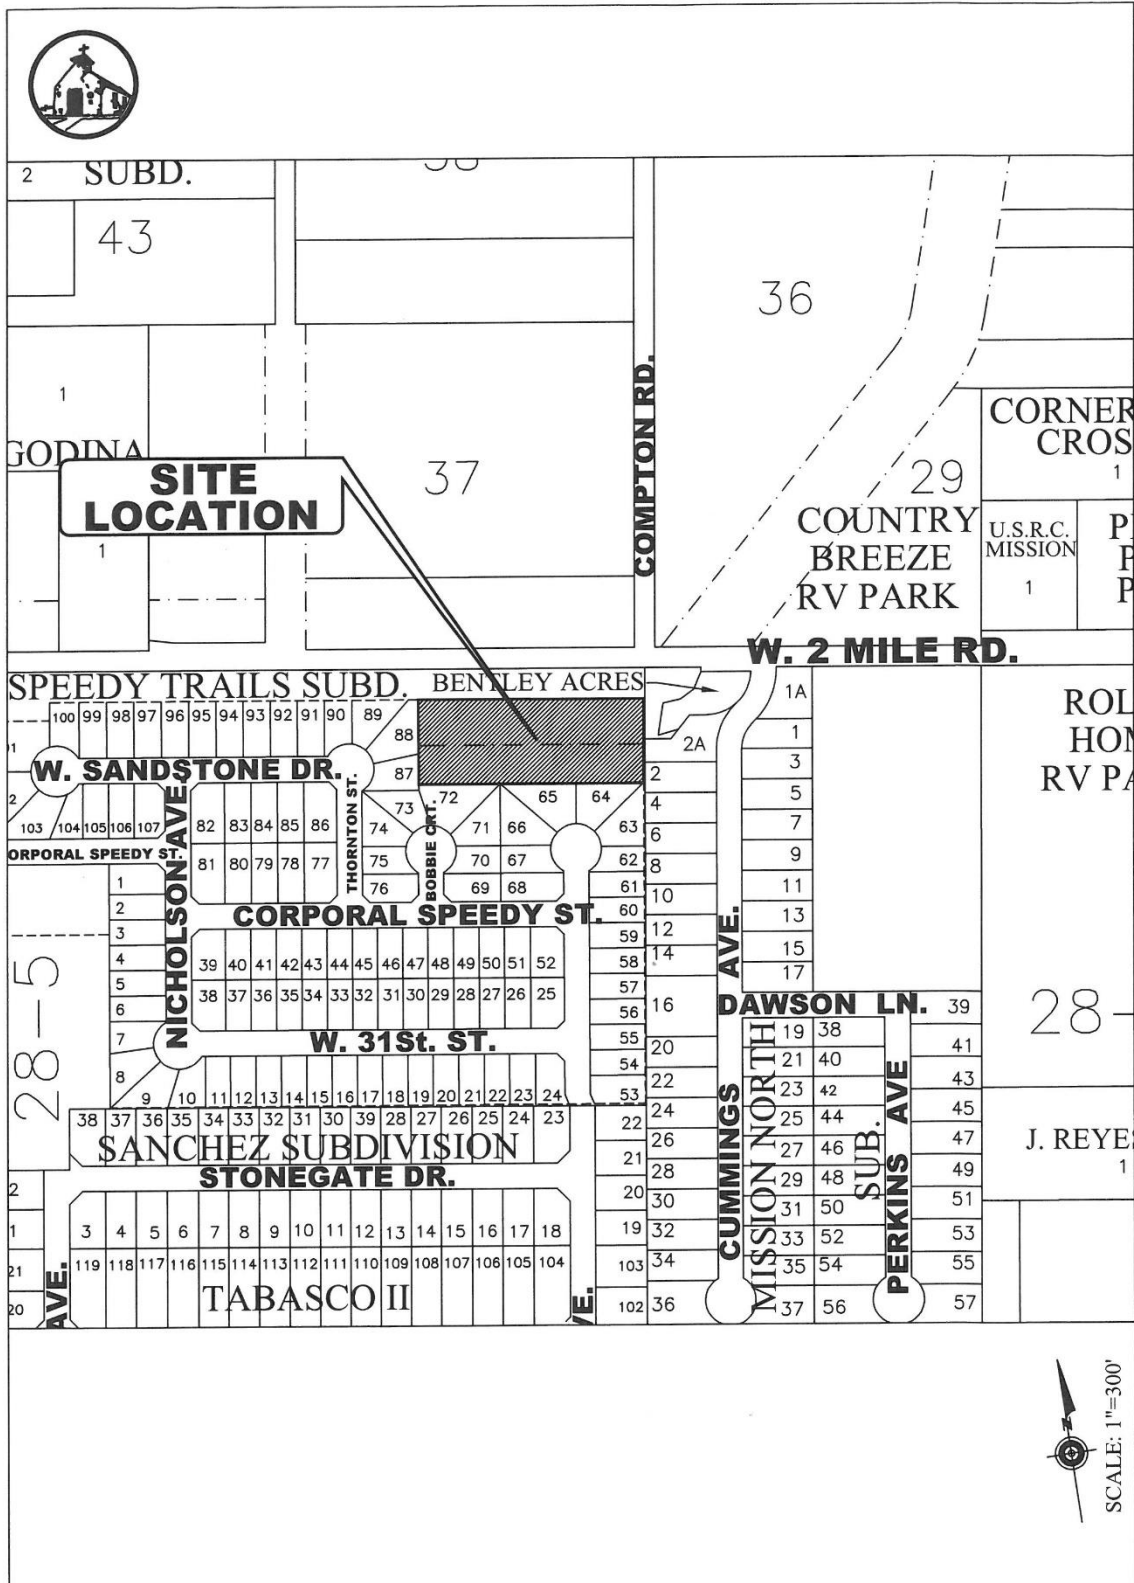 2 SUBD.
43
36
1
GODINA
SITE
LOCATION
37
COMPTON RD.
29
CORNER
CROS
1
COUNTRY
BREEZE
RV PARK
U.S.R.C.
MISSION
1
1
W. 2 MILE RD.
SPEEDY TRAILS SUBD.
BENTLEY ACRES
1A
2A
ROL
HOM
RV PA
100 99 98 97 96 95 94 93 92 91 90 89
88
87
W. SANDSTONE DR.
103 104 105 106 107
NICHOLSON AVE.
82 83 84 85 86
81 80 79 78 77
THORNTON ST.
73
74
75
76
BOBBIE CRT.
72
71 66
70 67
69 68
65 64
63
62
61
60
59
58
57
56
55
54
53
ORPORAL SPEEDY ST.
1
2
3
4
5
6
7
8
9 10 11 12 13 14 15 16 17 18 19 20 21 22 23 24
CORPORAL SPEEDY ST.
39 40 41 42 43 44 45 46 47 48 49 50 51 52
38 37 36 35 34 33 32 31 30 29 28 27 26 25
W. 31St. ST.
28-5
38 37 36 35 34 33 32 31 30 39 28 27 26 25 24 23
SANCHEZ SUBDIVISION
STONEGATE DR.
2
1
21
20
3 4 5 6 7 8 9 10 11 12 13 14 15 16 17 18
119 118 117 116 115 114 113 112 111 110 109 108 107 106 105 104
TABASCO II
AVE.
VE.
22
21
20
19
103
102
2
4
6
8
10
12
14
16
20
22
24
26
28
30
32
34
36
CUMMINGS AVE.
1
3
5
7
9
11
13
15
17
DAWSON LN.
MISSION NORTH SUB.
19 38
21 40
23 42
25 44
27 46
29 48
31 50
33 52
35 54
37 56
PERKINS AVE
39
41
43
45
47
49
51
53
55
57
28-
J. REYES
1
N
SCALE: 1"=300'